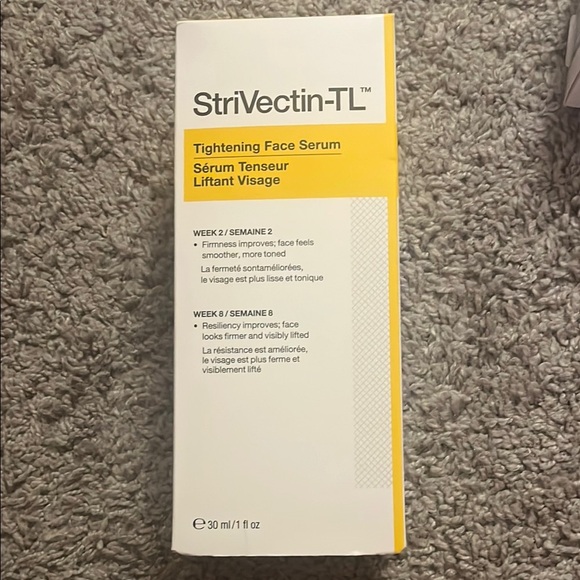 StriVectin-TL™
Tightening Face Serum
Sérum Tenseur
Liftant Visage
WEEK 2 / SEMAINE 2
• Firmness improves; face feels
smoother, more toned
La fermeté sontaméliorées,
le visage est plus lisse et tonique
WEEK 8 / SEMAINE 8
• Resiliency improves; face
looks firmer and visibly lifted
La résistance est améliorée,
le visage est plus ferme et
visiblement lifté
℮ 30 ml/1 fl oz